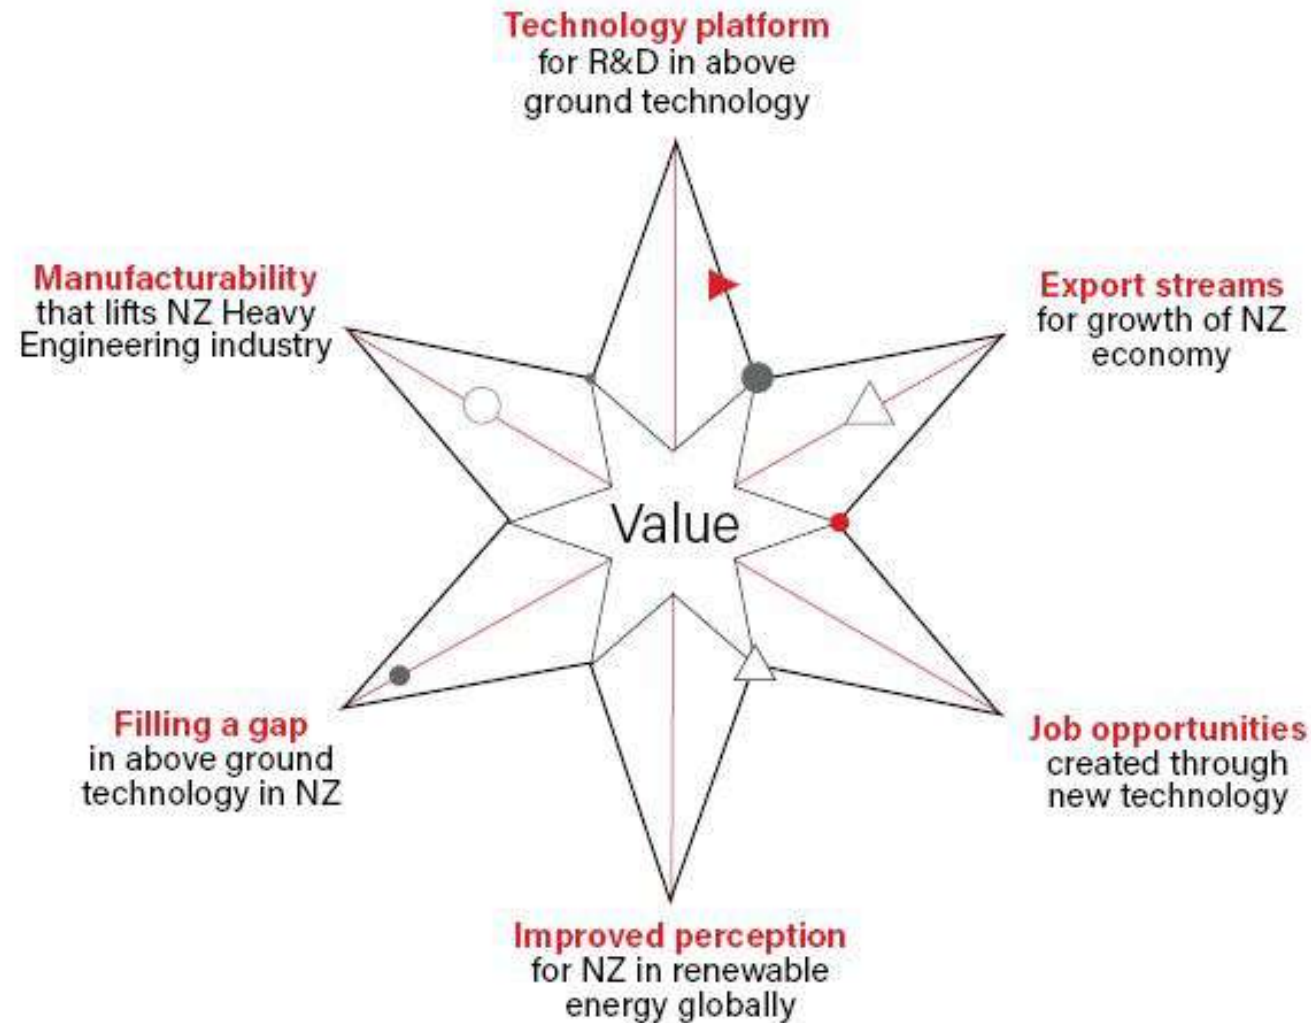 Technology platform
for R&D in above
ground technology
Manufacturability
that lifts NZ Heavy
Engineering industry
Export streams
for growth of NZ
economy
Value
Filling a gap
in above ground
technology in NZ
Job opportunities
created through
new technology
Improved perception
for NZ in renewable
energy globally